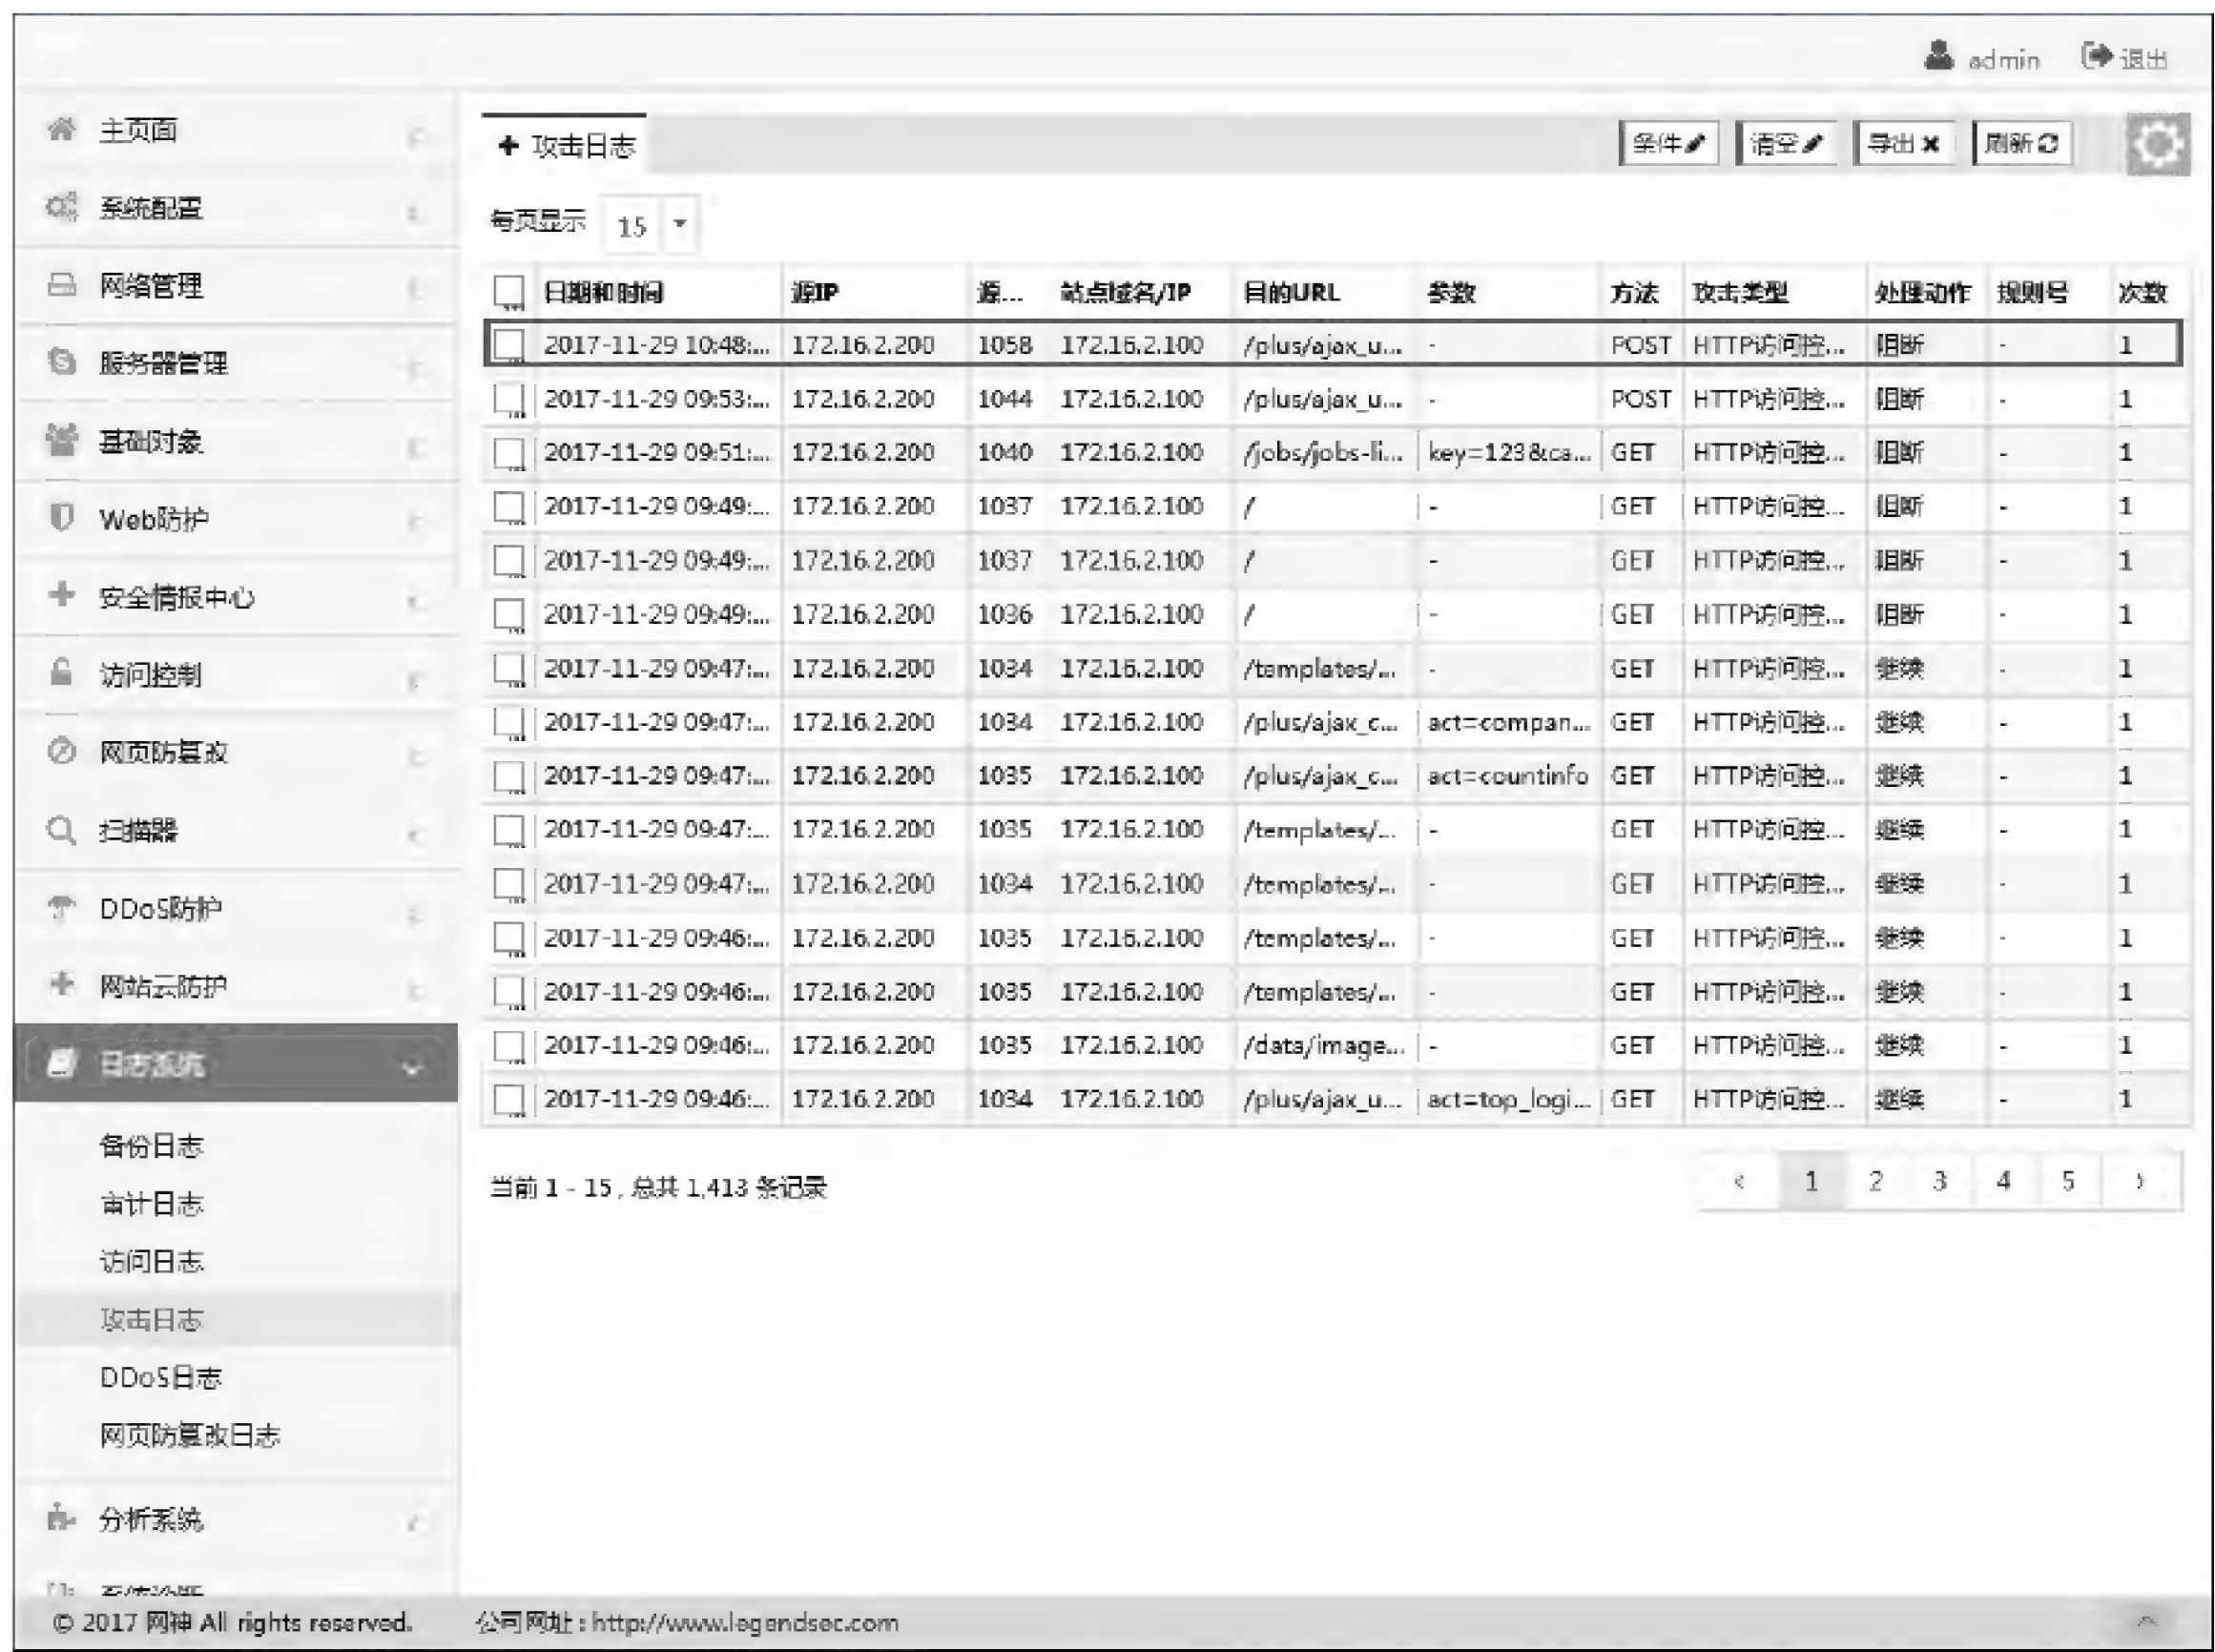 admin 退出
主页面
系统配置
网络管理
服务器管理
基础对象
Web防护
安全情报中心
访问控制
网页防篡改
扫描器
DDoS防护
网站云防护
日志系统
备份日志
审计日志
访问日志
攻击日志
DDoS日志
网页防篡改日志
分析系统
攻击日志 条件 清空 导出 刷新
每页显示 15
日期和时间 源IP 源... 站点域名/IP 目的URL 参数 方法 攻击类型 处理动作 规则号 次数
2017-11-29 10:48:... 172.16.2.200 1058 172.16.2.100 /plus/ajax_u... - POST HTTP访问控... 阻断 - 1
2017-11-29 09:53:... 172.16.2.200 1044 172.16.2.100 /plus/ajax_u... - POST HTTP访问控... 阻断 - 1
2017-11-29 09:51:... 172.16.2.200 1040 172.16.2.100 /jobs/jobs-li... key=123&ca... GET HTTP访问控... 阻断 - 1
2017-11-29 09:49:... 172.16.2.200 1037 172.16.2.100 / - GET HTTP访问控... 阻断 - 1
2017-11-29 09:49:... 172.16.2.200 1037 172.16.2.100 / - GET HTTP访问控... 阻断 - 1
2017-11-29 09:49:... 172.16.2.200 1036 172.16.2.100 / - GET HTTP访问控... 阻断 - 1
2017-11-29 09:47:... 172.16.2.200 1034 172.16.2.100 /templates/... - GET HTTP访问控... 继续 - 1
2017-11-29 09:47:... 172.16.2.200 1034 172.16.2.100 /plus/ajax_c... act=compan... GET HTTP访问控... 继续 - 1
2017-11-29 09:47:... 172.16.2.200 1035 172.16.2.100 /plus/ajax_c... act=countinfo GET HTTP访问控... 继续 - 1
2017-11-29 09:47:... 172.16.2.200 1035 172.16.2.100 /templates/... - GET HTTP访问控... 继续 - 1
2017-11-29 09:47:... 172.16.2.200 1034 172.16.2.100 /templates/... - GET HTTP访问控... 继续 - 1
2017-11-29 09:46:... 172.16.2.200 1035 172.16.2.100 /templates/... - GET HTTP访问控... 继续 - 1
2017-11-29 09:46:... 172.16.2.200 1035 172.16.2.100 /templates/... - GET HTTP访问控... 继续 - 1
2017-11-29 09:46:... 172.16.2.200 1035 172.16.2.100 /data/image... - GET HTTP访问控... 继续 - 1
2017-11-29 09:46:... 172.16.2.200 1034 172.16.2.100 /plus/ajax_u... act=top_logi... GET HTTP访问控... 继续 - 1
当前 1 - 15 , 总共 1,413 条记录 ‹ 1 2 3 4 5 ›
© 2017 网神 All rights reserved. 公司网址 : http://www.legendsec.com